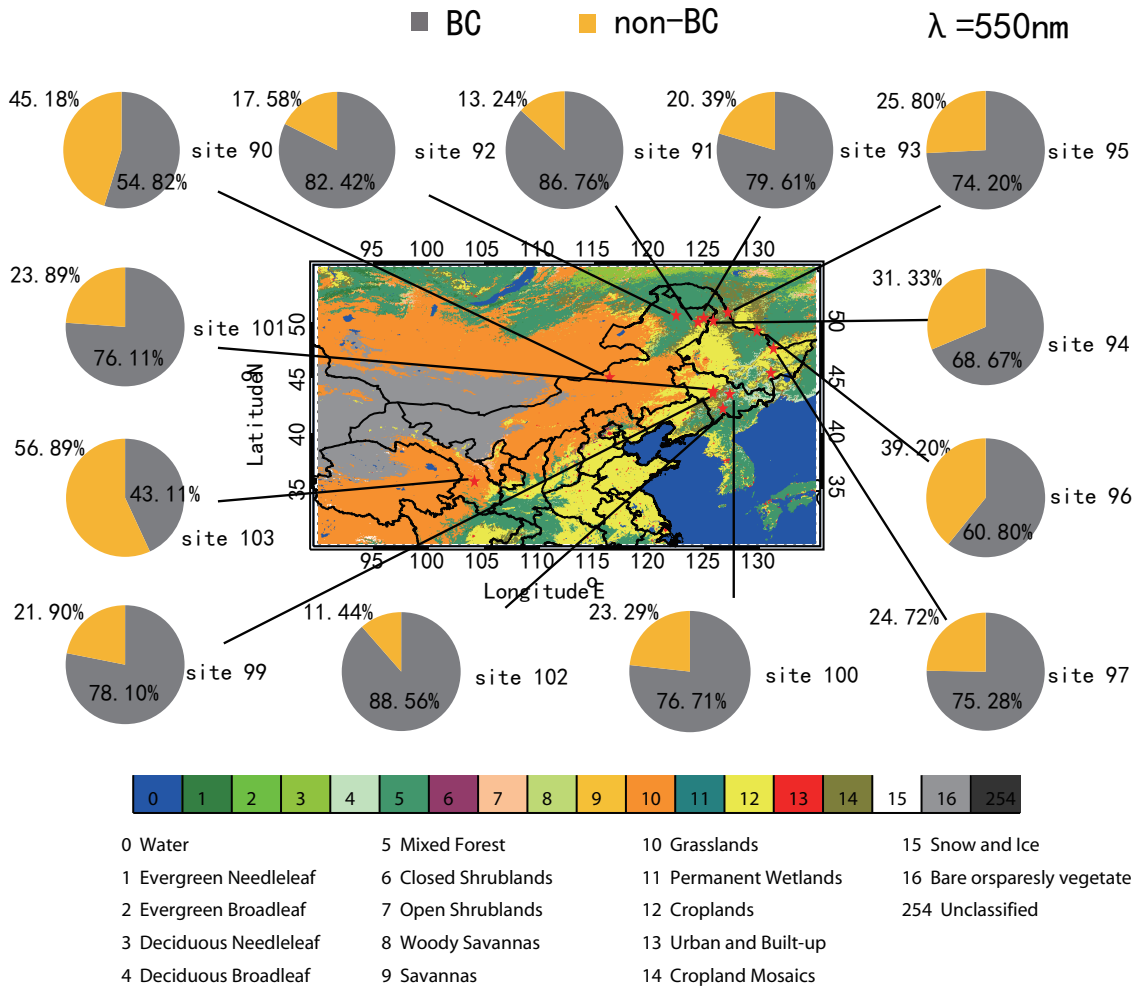 BC non-BC λ=550nm
45.18% 17.58% 13.24% 20.39% 25.80%
site 90 site 92 site 91 site 93 site 95
54.82% 82.42% 86.76% 79.61% 74.20%
95 100 105 110 115 120 125 130
23.89% 31.33%
site 101 50 50
76.11% site 94
68.67%
45 45
Latitude°N
40 40
56.89% 39.20%
43.11% 35 35 site 96
site 103 60.80%
95 100 105 110 115 120 125 130
Longitude°E
21.90% 11.44% 23.29% 24.72%
site 99 site 102 site 100 site 97
78.10% 88.56% 76.71% 75.28%
0 1 2 3 4 5 6 7 8 9 10 11 12 13 14 15 16 254
0 Water 5 Mixed Forest 10 Grasslands 15 Snow and Ice
1 Evergreen Needleleaf 6 Closed Shrublands 11 Permanent Wetlands 16 Bare orsparesly vegetate
2 Evergreen Broadleaf 7 Open Shrublands 12 Croplands 254 Unclassified
3 Deciduous Needleleaf 8 Woody Savannas 13 Urban and Built-up
4 Deciduous Broadleaf 9 Savannas 14 Cropland Mosaics